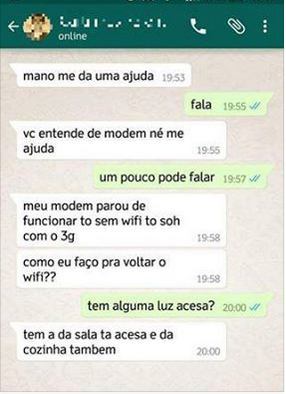 online
mano me da uma ajuda 19:53
fala 19:55
vc entende de modem né me
ajuda 19:55
um pouco pode falar 19:57
meu modem parou de
funcionar to sem wifi to soh
com o 3g 19:58
como eu faço pra voltar o
wifi?? 19:58
tem alguma luz acesa? 20:00
tem a da sala ta acesa e da
cozinha tambem 20:00